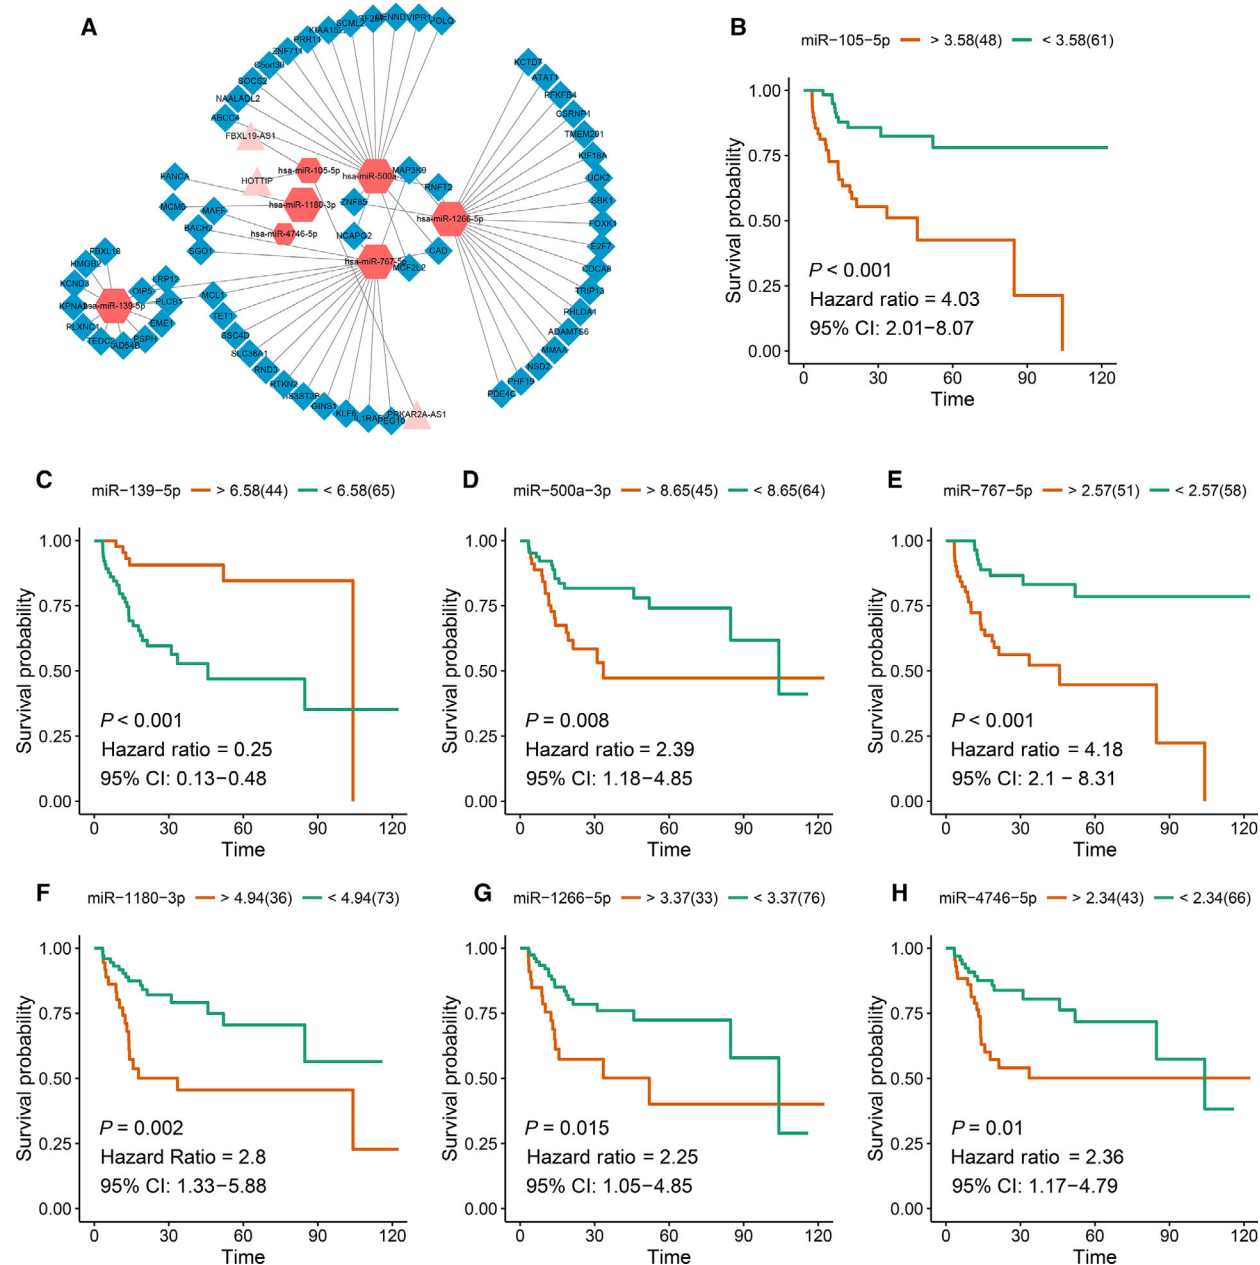 A
KIAA152
SCML2
DENND
VIPR1
POLQ
PRR11
ZNF711
C5orf30
SOCS2
NAALADL2
ABCC4
FBXL19-AS1
KCTD7
ATAT1
PFKFB4
CSRNP1
TMEM201
KIF18A
UCK2
SBK1
FOXK1
E2F7
CDCA8
TRIP13
PHLDA1
ADAMTS6
MMAA
NSD2
PHF19
PDE4C
FANCA
HOTTIP
hsa-miR-105-5p
hsa-miR-500a
MAP3K9
RNFT2
MCM6
MAFF
hsa-miR-1180-3p
ZNF85
hsa-miR-1266-5p
BACH2
hsa-miR-4746-5p
NCAPG2
SGO1
CAD
hsa-miR-767-5p
MCF2L2
FBXL18
HMGB2
KCND3
LRP12
OIP5
PLCB1
KPNA2
hsa-miR-139-5p
PLXNC1
EME1
TEDC2
AD54B
PSPH
MCL1
TET1
SSC4D
SLC36A1
RND3
RTKN2
HS3ST3B
GINS1
KLF6
IL1RA
PEG10
PRKAR2A-AS1
B
miR−105−5p > 3.58(48) < 3.58(61)
Survival probability
1.00
0.75
0.50
0.25
0.00
P < 0.001
Hazard ratio = 4.03
95% CI: 2.01−8.07
0 30 60 90 120
Time
C
miR−139−5p > 6.58(44) < 6.58(65)
Survival probability
1.00
0.75
0.50
0.25
0.00
P < 0.001
Hazard ratio = 0.25
95% CI: 0.13−0.48
0 30 60 90 120
Time
D
miR−500a−3p > 8.65(45) < 8.65(64)
Survival probability
1.00
0.75
0.50
0.25
0.00
P = 0.008
Hazard ratio = 2.39
95% CI: 1.18−4.85
0 30 60 90 120
Time
E
miR−767−5p > 2.57(51) < 2.57(58)
Survival probability
1.00
0.75
0.50
0.25
0.00
P < 0.001
Hazard ratio = 4.18
95% CI: 2.1 − 8.31
0 30 60 90 120
Time
F
miR−1180−3p > 4.94(36) < 4.94(73)
Survival probability
1.00
0.75
0.50
0.25
0.00
P = 0.002
Hazard Ratio = 2.8
95% CI: 1.33−5.88
0 30 60 90 120
Time
G
miR−1266−5p > 3.37(33) < 3.37(76)
Survival probability
1.00
0.75
0.50
0.25
0.00
P = 0.015
Hazard ratio = 2.25
95% CI: 1.05−4.85
0 30 60 90 120
Time
H
miR−4746−5p > 2.34(43) < 2.34(66)
Survival probability
1.00
0.75
0.50
0.25
0.00
P = 0.01
Hazard ratio = 2.36
95% CI: 1.17−4.79
0 30 60 90 120
Time